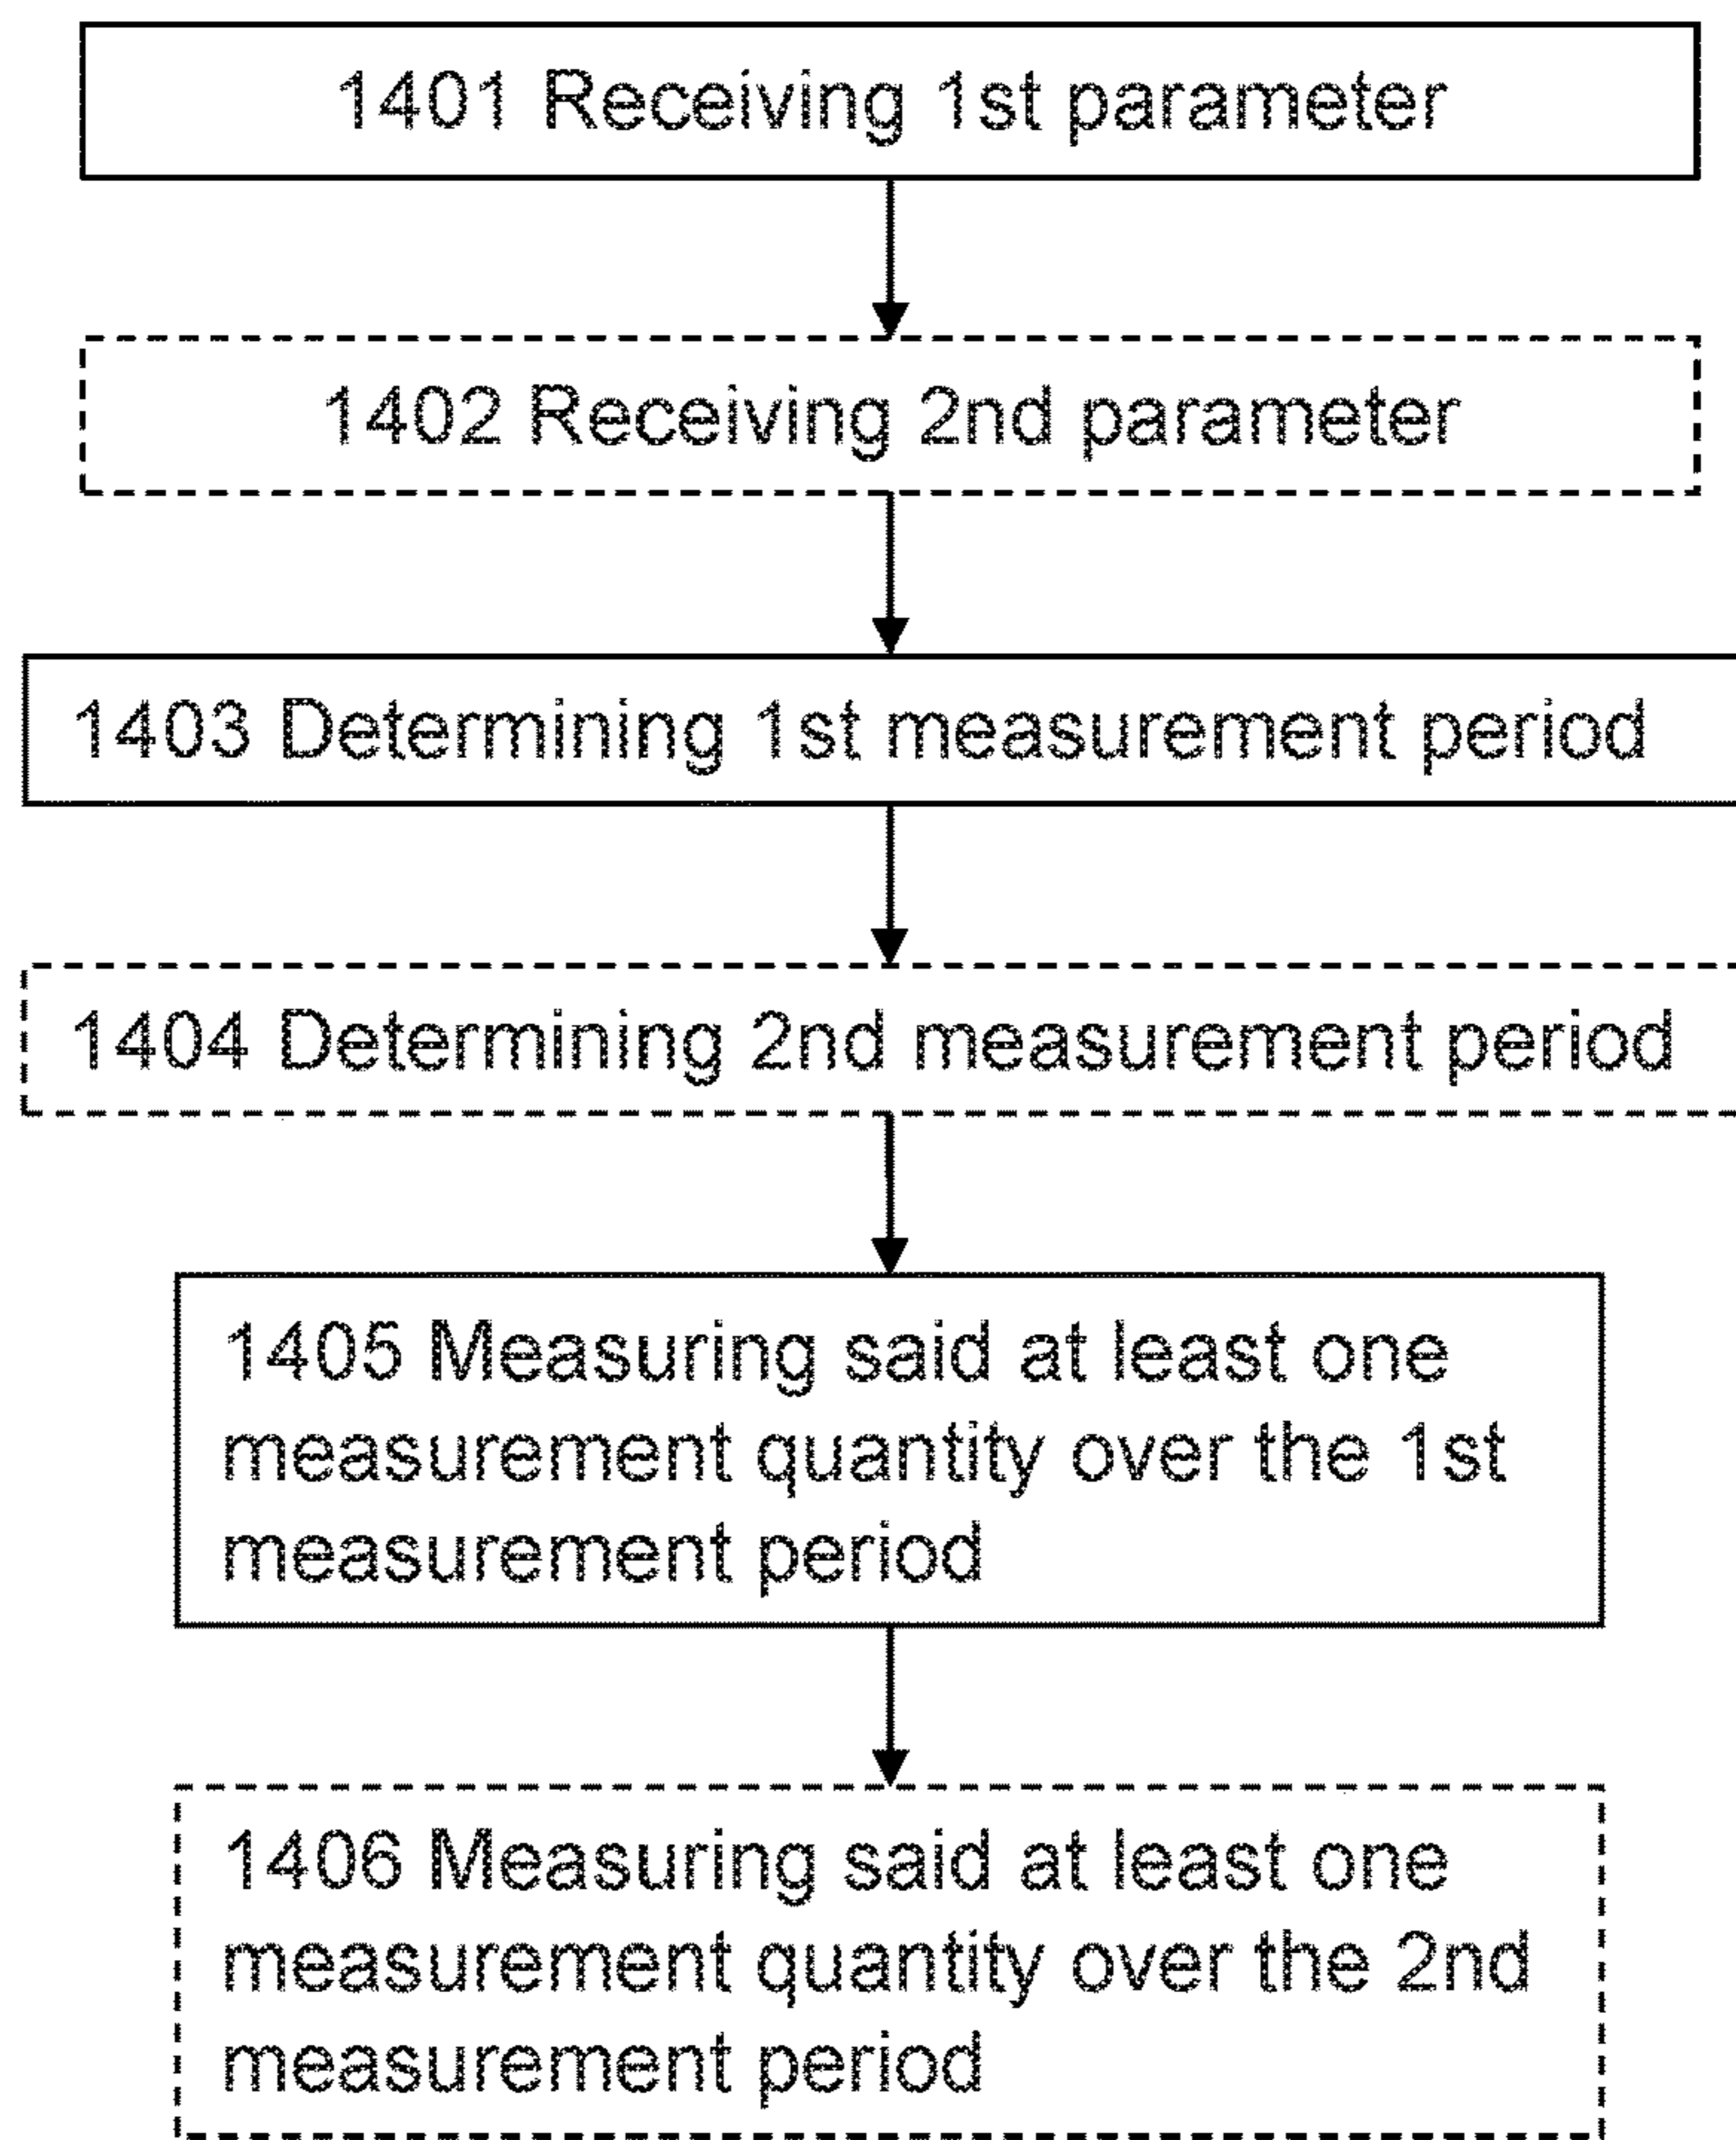 1401 Receiving 1st parameter
1402 Receiving 2nd parameter
1403 Determining 1st measurement period
1404 Determining 2nd measurement period
1405 Measuring said at least one
measurement quantity over the 1st
measurement period
1406 Measuring said at least one
measurement quantity over the 2nd
measurement period